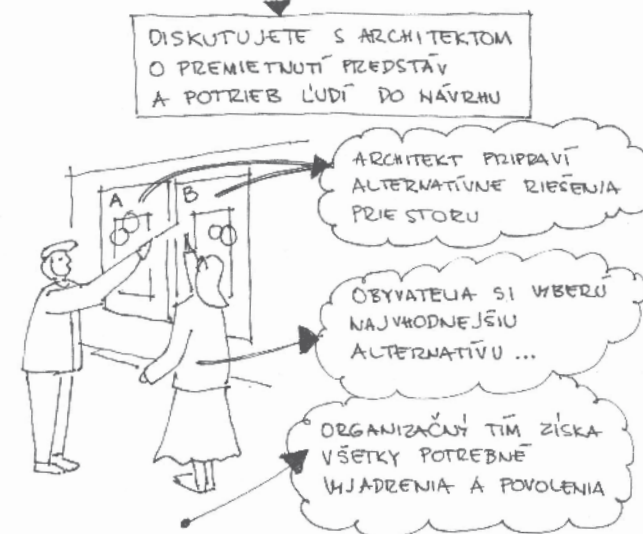 DISKUTUJETE S ARCHITEKTOM
O PREMIETNUTÍ PREDSTÁV
A POTRIEB ĽUDÍ DO NÁVRHU
A B
ARCHITEKT PRIPRAVÍ
ALTERNATÍVNE RIEŠENIA
PRIESTORU
OBYVATELIA SI VYBERÚ
NAJVHODNEJŠIU
ALTERNATÍVU ...
ORGANIZAČNÝ TÍM ZÍSKA
VŠETKY POTREBNÉ
VYJADRENIA A POVOLENIA